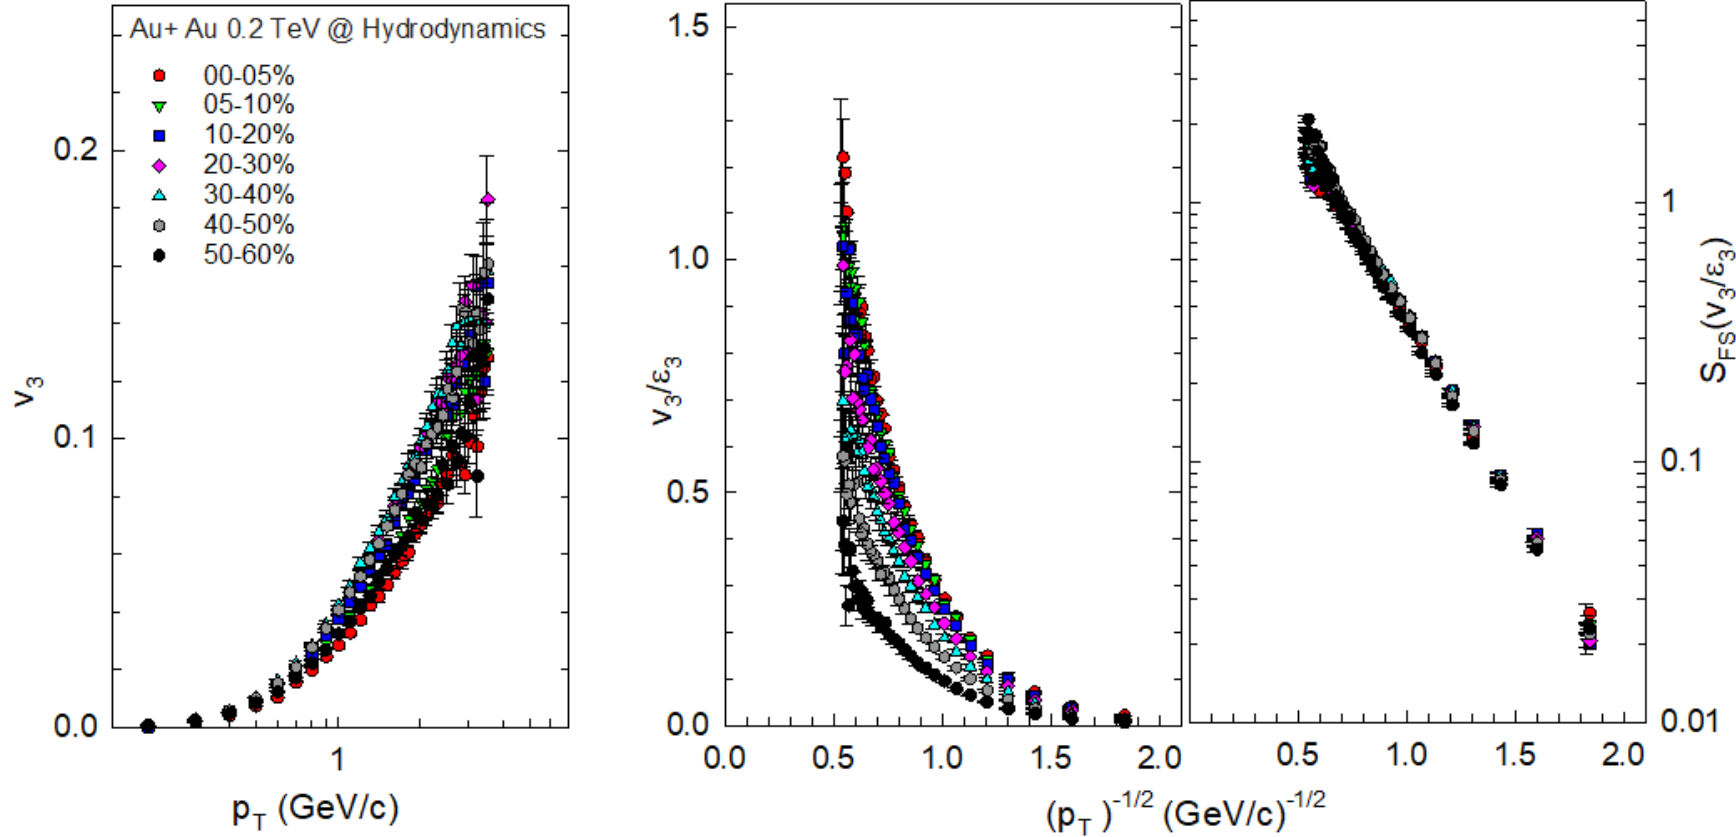 Au+ Au 0.2 TeV @ Hydrodynamics
00-05%
05-10%
10-20%
20-30%
30-40%
40-50%
50-60%
v3
0.2
0.1
0.0
1
pT (GeV/c)
v3/ε3
1.5
1.0
0.5
0.0
0.0 0.5 1.0 1.5 2.0
0.5 1.0 1.5 2.0
(pT )-1/2 (GeV/c)-1/2
1
0.1
0.01
SFS(v3/ε3)